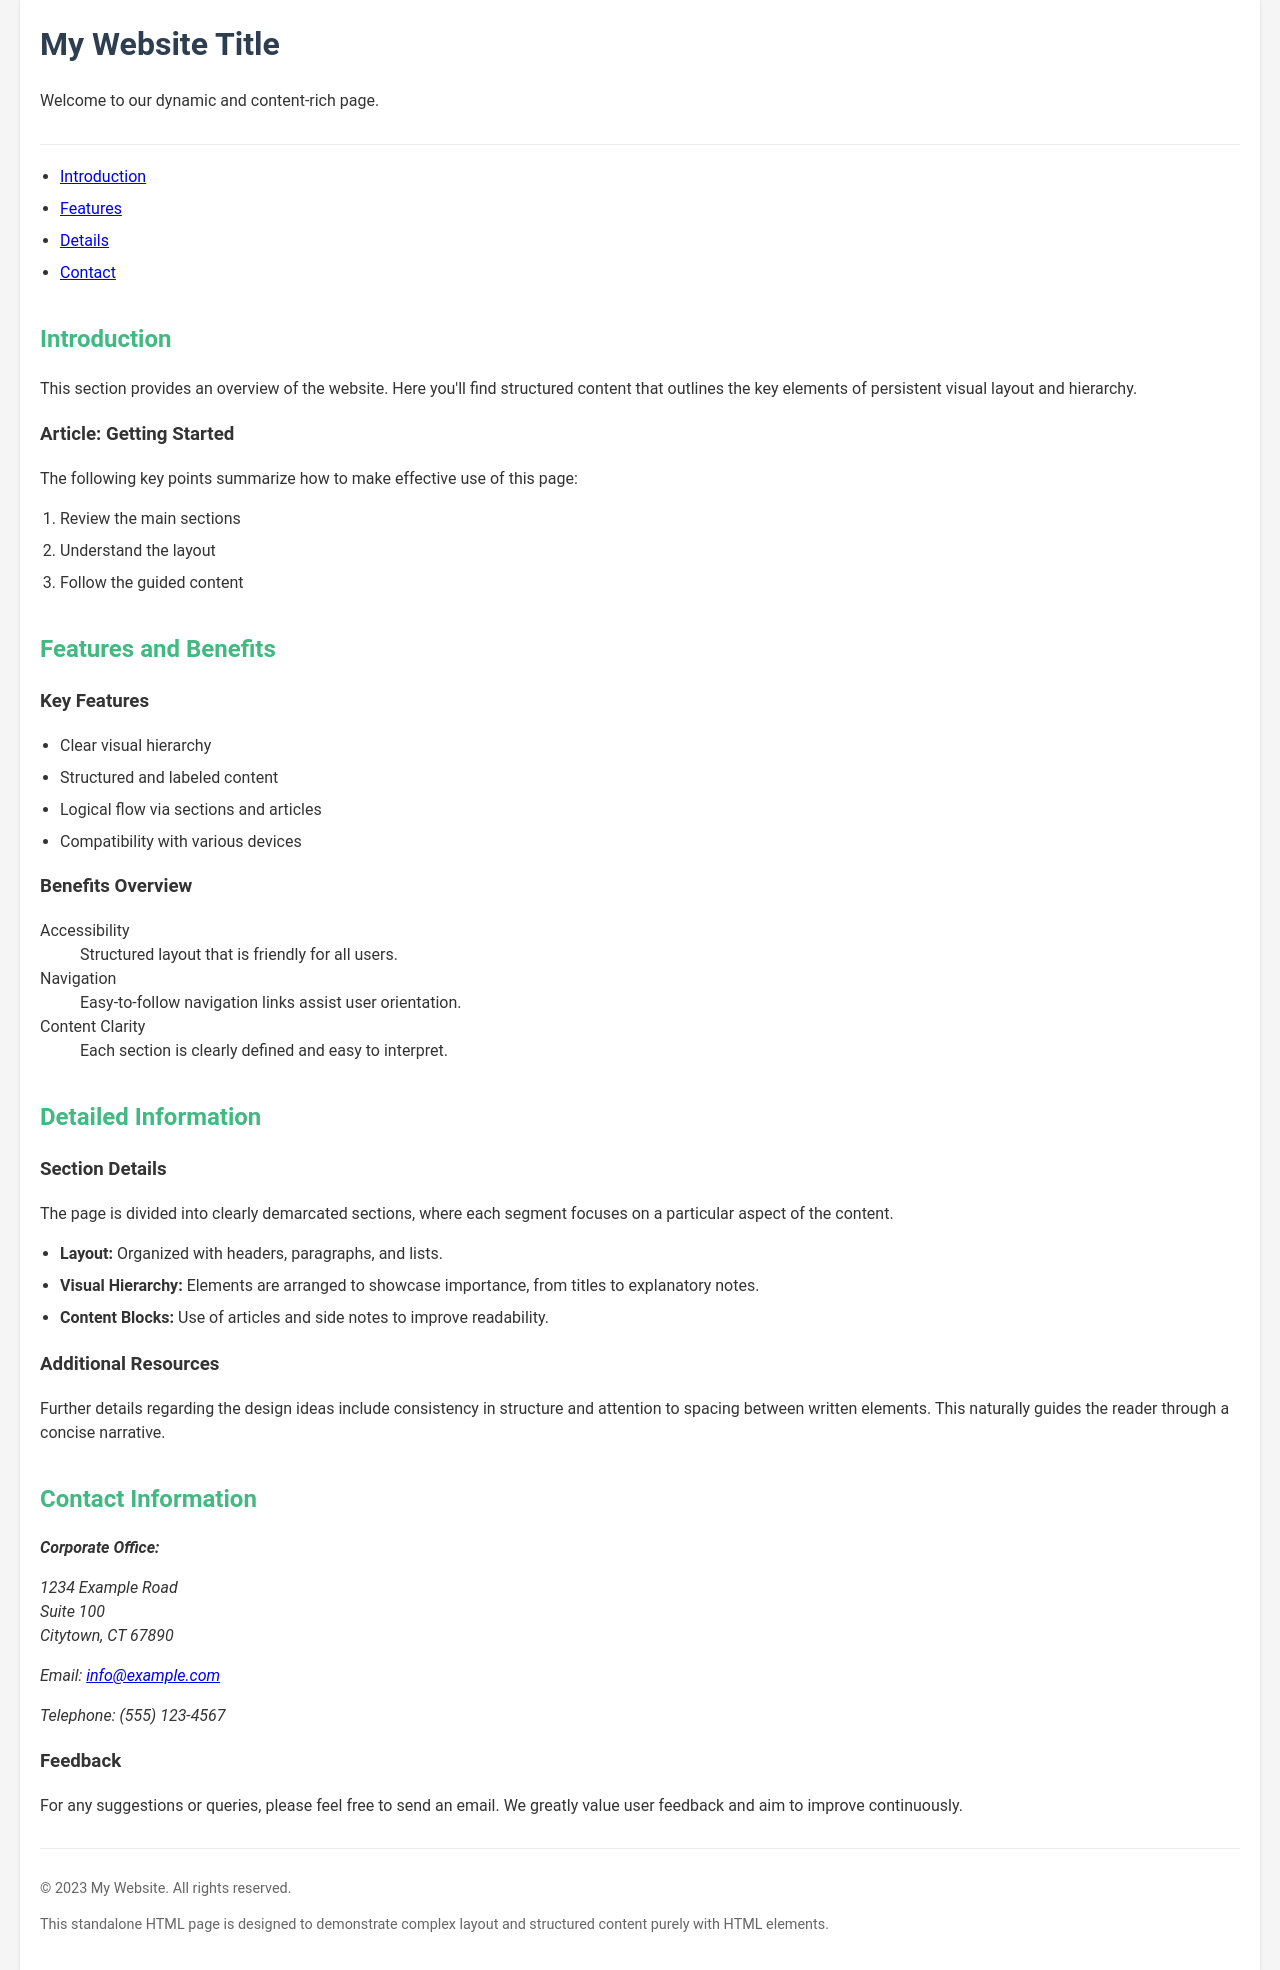 My Website Title
Welcome to our dynamic and content-rich page.
• Introduction
• Features
• Details
• Contact
Introduction
This section provides an overview of the website. Here you'll find structured content that outlines the key elements of persistent visual layout and hierarchy.
Article: Getting Started
The following key points summarize how to make effective use of this page:
1. Review the main sections
2. Understand the layout
3. Follow the guided content
Features and Benefits
Key Features
• Clear visual hierarchy
• Structured and labeled content
• Logical flow via sections and articles
• Compatibility with various devices
Benefits Overview
Accessibility
Structured layout that is friendly for all users.
Navigation
Easy-to-follow navigation links assist user orientation.
Content Clarity
Each section is clearly defined and easy to interpret.
Detailed Information
Section Details
The page is divided into clearly demarcated sections, where each segment focuses on a particular aspect of the content.
• Layout: Organized with headers, paragraphs, and lists.
• Visual Hierarchy: Elements are arranged to showcase importance, from titles to explanatory notes.
• Content Blocks: Use of articles and side notes to improve readability.
Additional Resources
Further details regarding the design ideas include consistency in structure and attention to spacing between written elements. This naturally guides the reader through a
concise narrative.
Contact Information
Corporate Office:
1234 Example Road
Suite 100
Citytown, CT 67890
Email: info@example.com
Telephone: (555) 123-4567
Feedback
For any suggestions or queries, please feel free to send an email. We greatly value user feedback and aim to improve continuously.
© 2023 My Website. All rights reserved.
This standalone HTML page is designed to demonstrate complex layout and structured content purely with HTML elements.